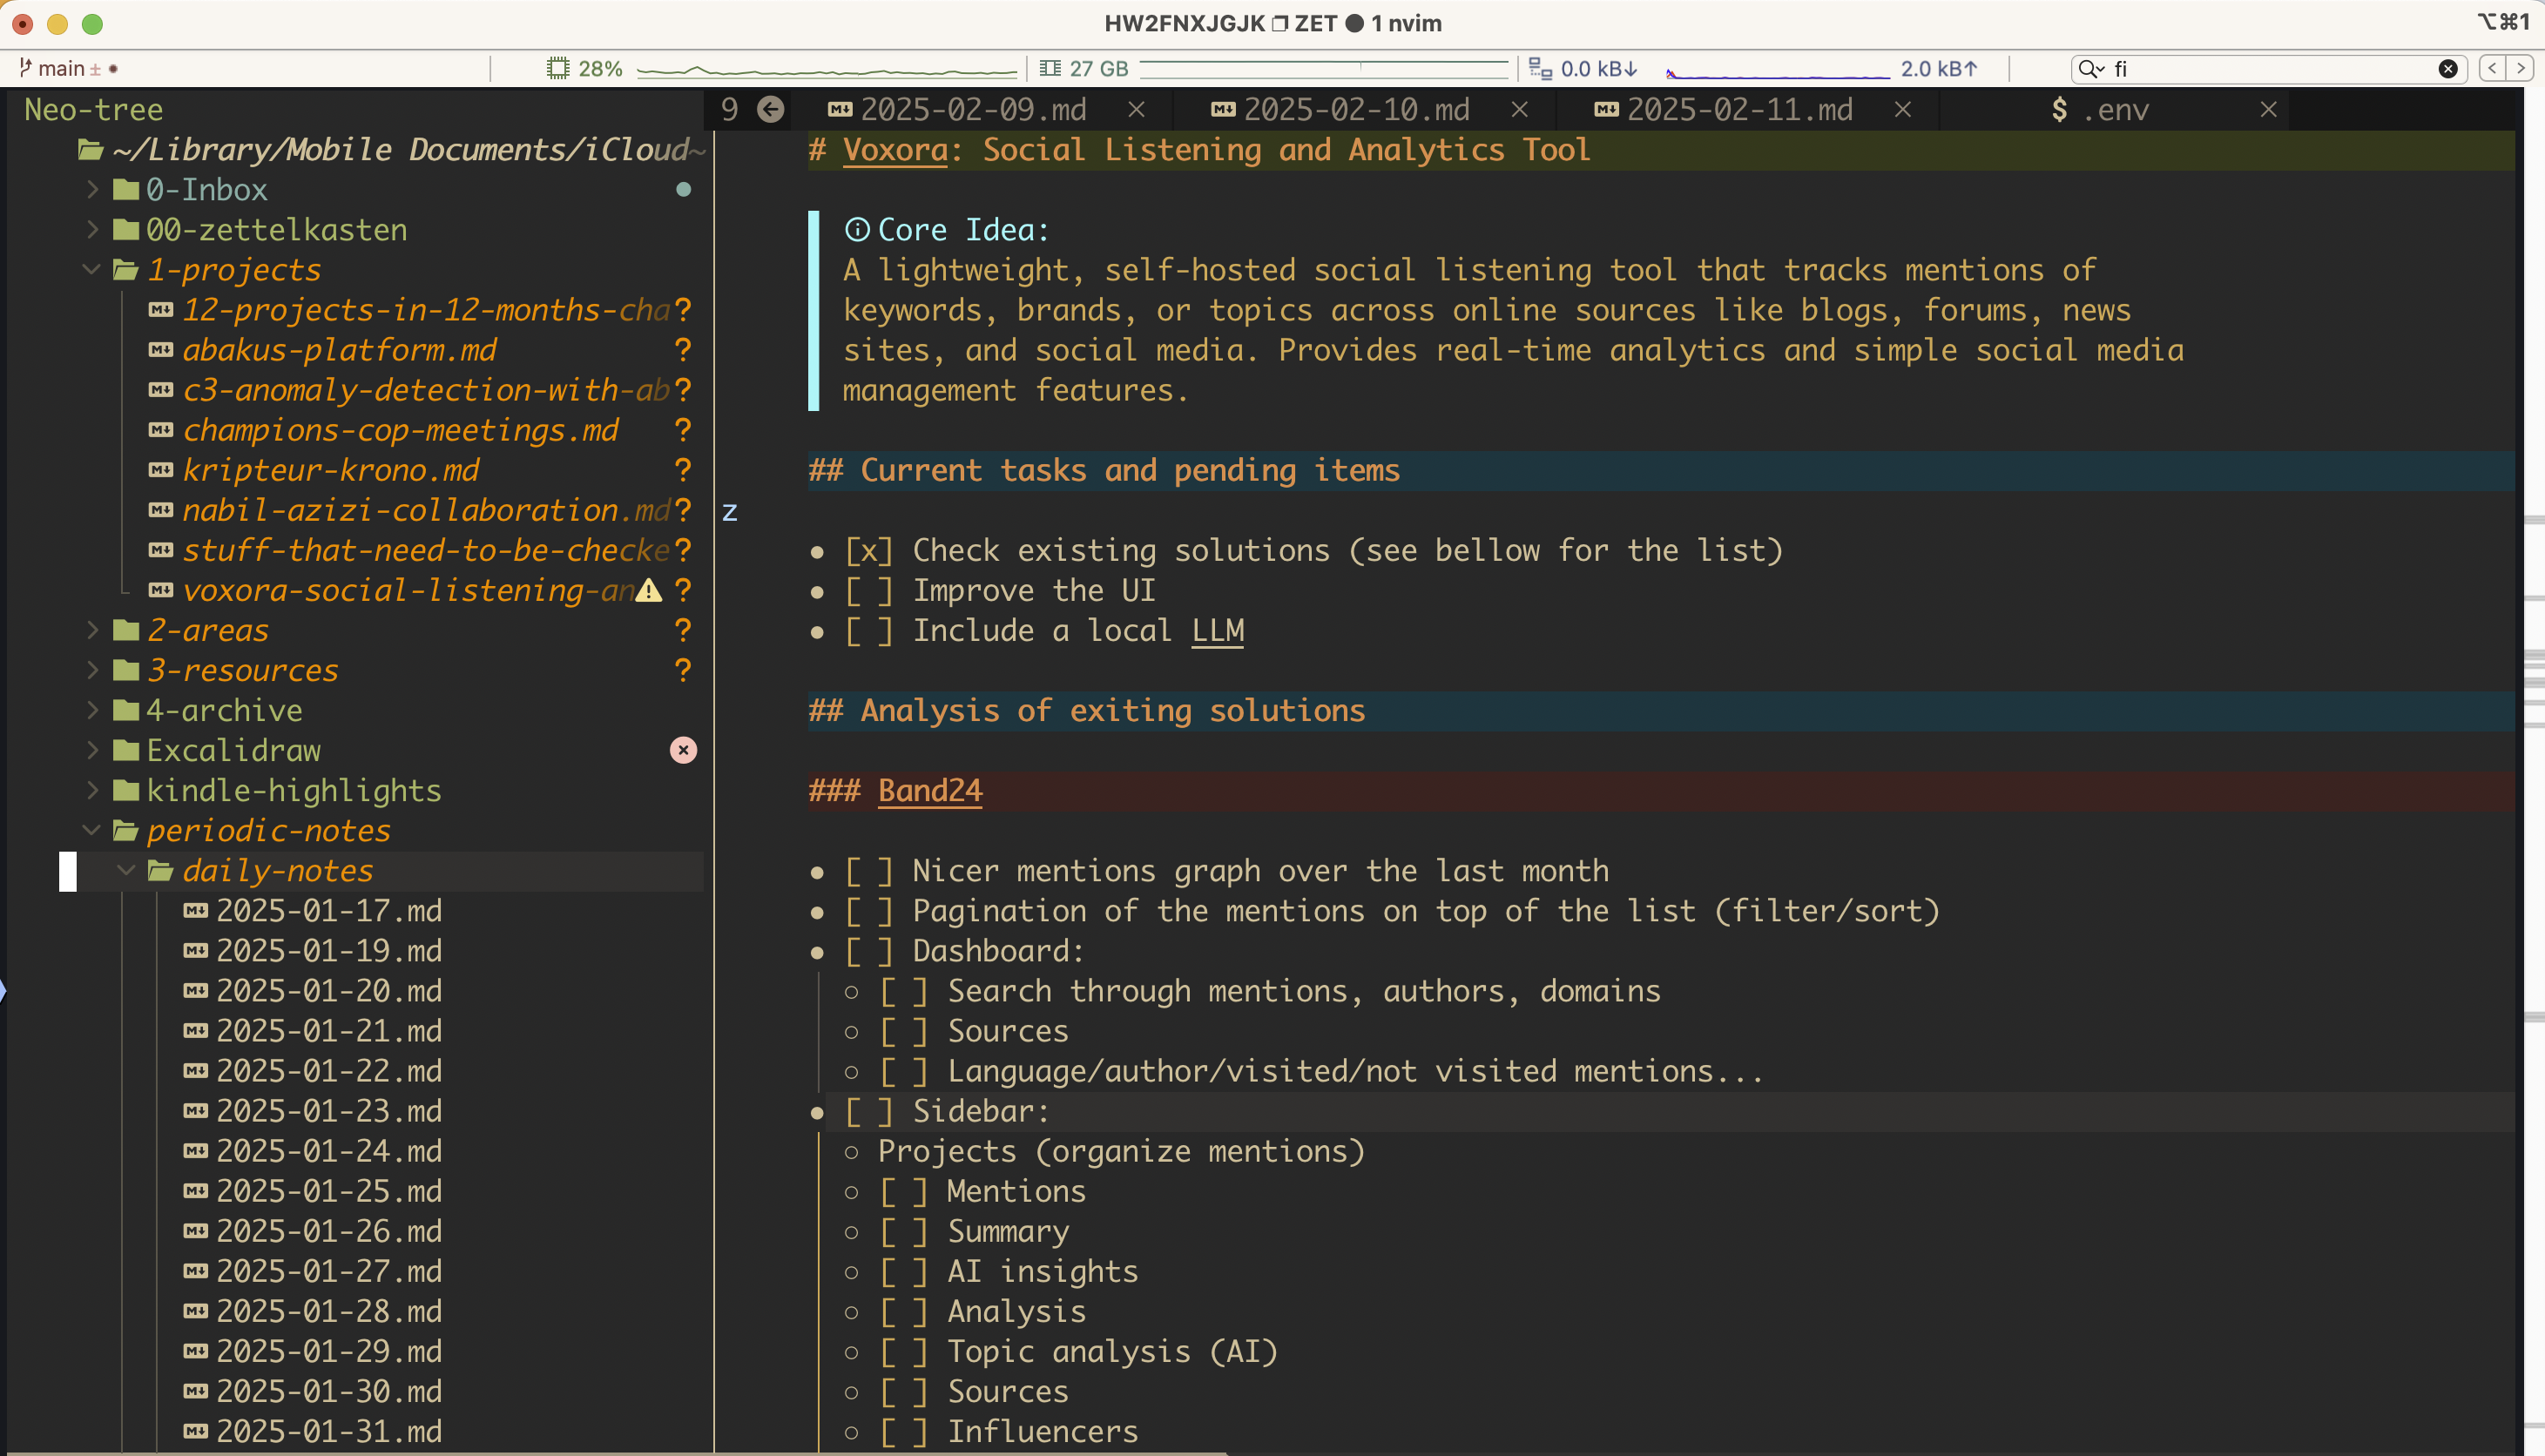 HW2FNXJGJK ZET ● 1 nvim
⌥⌘1
main ± •
28%
27 GB
0.0 kB↓
2.0 kB↑
fi
Neo-tree
9
2025-02-09.md
2025-02-10.md
2025-02-11.md
$ .env
~/Library/Mobile Documents/iCloud~
0-Inbox
00-zettelkasten
1-projects
12-projects-in-12-months-cha ?
abakus-platform.md ?
c3-anomaly-detection-with-ab ?
champions-cop-meetings.md ?
kripteur-krono.md ?
nabil-azizi-collaboration.md ?
stuff-that-need-to-be-checke ?
voxora-social-listening-an ?
2-areas ?
3-resources ?
4-archive
Excalidraw
kindle-highlights
periodic-notes
daily-notes
2025-01-17.md
2025-01-19.md
2025-01-20.md
2025-01-21.md
2025-01-22.md
2025-01-23.md
2025-01-24.md
2025-01-25.md
2025-01-26.md
2025-01-27.md
2025-01-28.md
2025-01-29.md
2025-01-30.md
2025-01-31.md
# Voxora: Social Listening and Analytics Tool
Core Idea:
A lightweight, self-hosted social listening tool that tracks mentions of
keywords, brands, or topics across online sources like blogs, forums, news
sites, and social media. Provides real-time analytics and simple social media
management features.
## Current tasks and pending items
z
● [x] Check existing solutions (see bellow for the list)
● [ ] Improve the UI
● [ ] Include a local LLM
## Analysis of exiting solutions
### Band24
● [ ] Nicer mentions graph over the last month
● [ ] Pagination of the mentions on top of the list (filter/sort)
● [ ] Dashboard:
○ [ ] Search through mentions, authors, domains
○ [ ] Sources
○ [ ] Language/author/visited/not visited mentions...
● [ ] Sidebar:
○ Projects (organize mentions)
○ [ ] Mentions
○ [ ] Summary
○ [ ] AI insights
○ [ ] Analysis
○ [ ] Topic analysis (AI)
○ [ ] Sources
○ [ ] Influencers